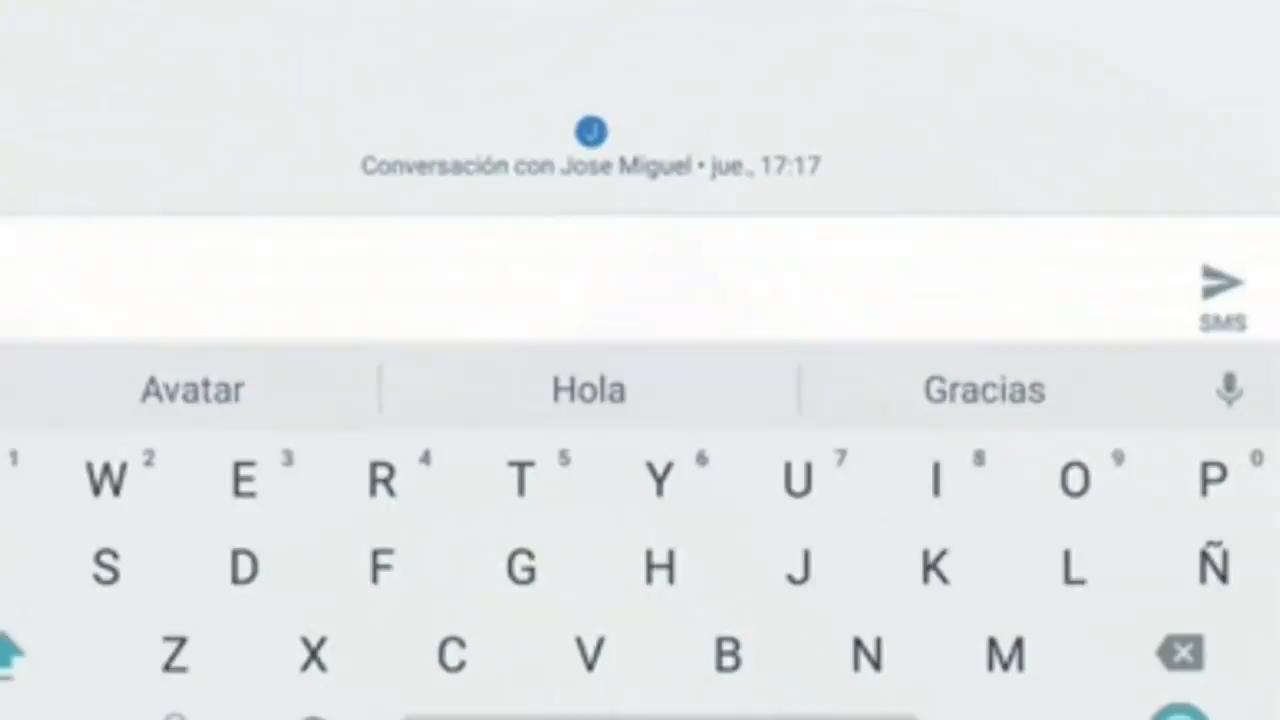 J
Conversación con Jose Miguel • jue., 17:17
SMS
Avatar Hola Gracias
1 W 2 E 3 R 4 T 5 Y 6 U 7 I 8 O 9 P 0
S D F G H J K L Ñ
Z X C V B N M